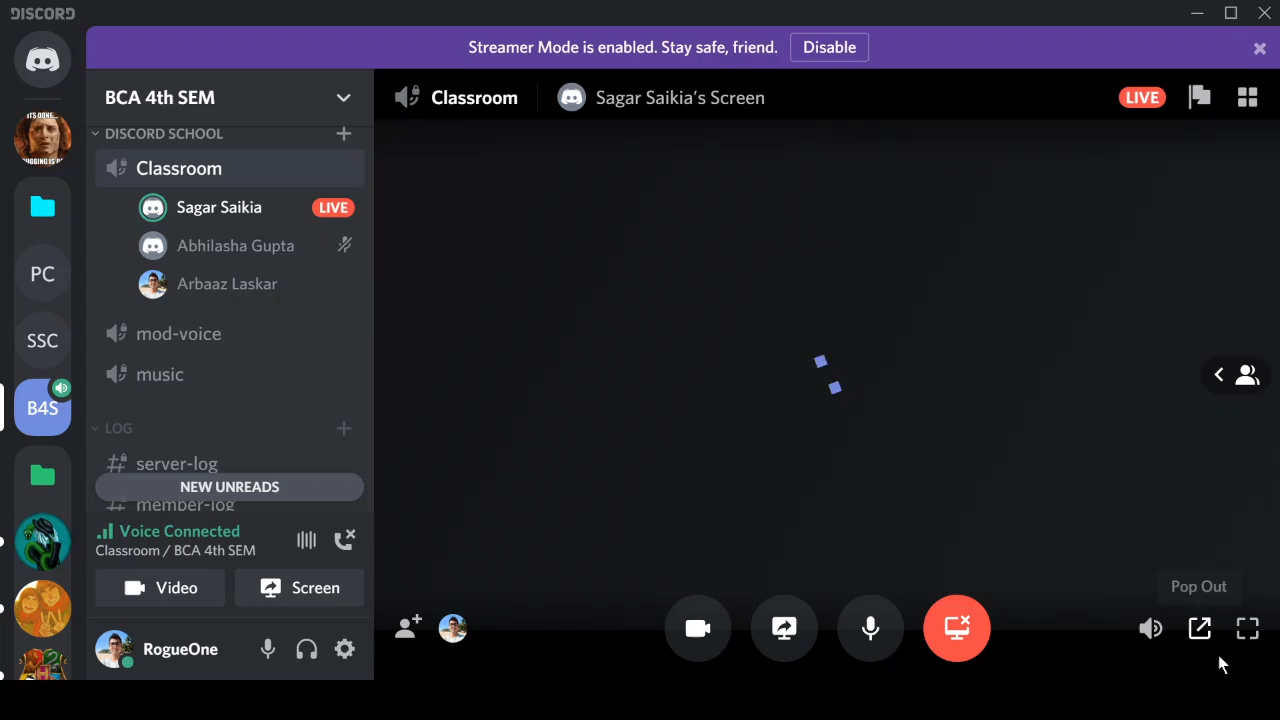 DISCORD
Streamer Mode is enabled. Stay safe, friend.
Disable
BCA 4th SEM
Classroom
Sagar Saikia's Screen
LIVE
ITS DONE...
DISCORD SCHOOL
Classroom
Sagar Saikia
LIVE
Abhilasha Gupta
Arbaaz Laskar
PC
SSC
B4S
mod-voice
music
LOG
server-log
NEW UNREADS
member-log
Voice Connected
Classroom / BCA 4th SEM
Video
Screen
RogueOne
Pop Out